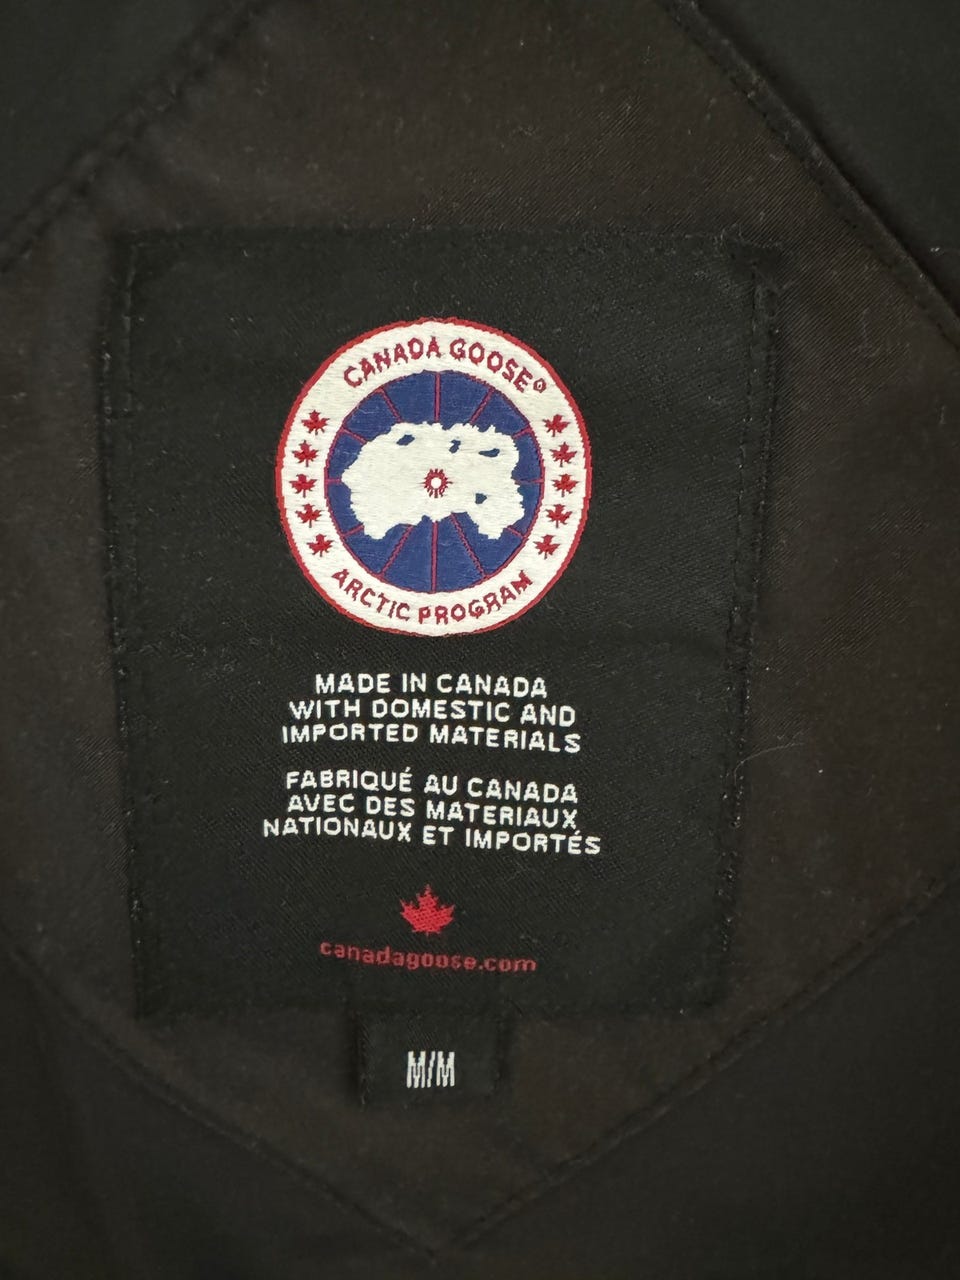 CANADA GOOSE®
ARCTIC PROGRAM
MADE IN CANADA
WITH DOMESTIC AND
IMPORTED MATERIALS
FABRIQUÉ AU CANADA
AVEC DES MATERIAUX
NATIONAUX ET IMPORTÉS
canadagoose.com
M/M